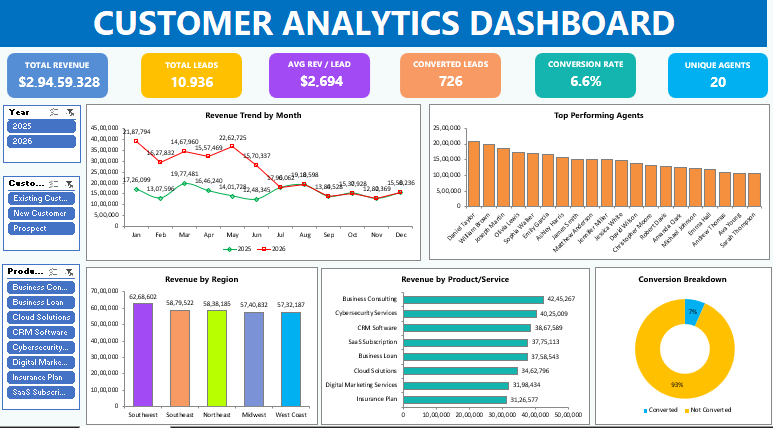 CUSTOMER ANALYTICS DASHBOARD
TOTAL REVENUE
$2.94.59.328
TOTAL LEADS
10.936
AVG REV / LEAD
$2,694
CONVERTED LEADS
726
CONVERSION RATE
6.6%
UNIQUE AGENTS
20
Year
2025
2026
Custo...
Existing Cust...
New Customer
Prospect
Produ...
Business Con...
Business Loan
Cloud Solutions
CRM Software
Cybersecurity...
Digital Marke...
Insurance Plan
SaaS Subscri...
Revenue Trend by Month
45,00,000
40,00,000
35,00,000
30,00,000
25,00,000
20,00,000
15,00,000
10,00,000
5,00,000
21,87,794
16,27,832
14,67,960
15,57,469
22,62,725
15,70,337
17,26,099
13,07,596
19,77,481
16,46,240
14,01,728
12,48,345
Jan Feb Mar Apr May Jun Jul Aug Sep Oct Nov Dec
2025 2026
Top Performing Agents
25,00,000
20,00,000
15,00,000
10,00,000
5,00,000
0
Daniel Taylor
William Brown
Joseph Martin
Olivia Lewis
Sophia Walker
Emily Garcia
Ashley Harris
James Smith
Matthew Anderson
Jennifer Miller
Jessica White
David Wilson
Christopher Moore
Robert Clark
Amanda Clark
Michael Johnson
Emma Hall
Andrew Thomas
Ava Young
Sarah Thompson
Revenue by Region
70,00,000
60,00,000
50,00,000
40,00,000
30,00,000
20,00,000
10,00,000
0
62,68,602
58,79,522
58,38,185
57,40,832
57,32,187
Southwest Southeast Northeast Midwest West Coast
Revenue by Product/Service
Business Consulting 42,45,267
Cybersecurity Services 40,25,009
CRM Software 38,67,589
SaaS Subscription 37,75,113
Business Loan 37,58,543
Cloud Solutions 34,62,796
Digital Marketing Services 31,98,434
Insurance Plan 31,26,577
0 10,00,000 20,00,000 30,00,000 40,00,000 50,00,000
Conversion Breakdown
7%
93%
Converted Not Converted